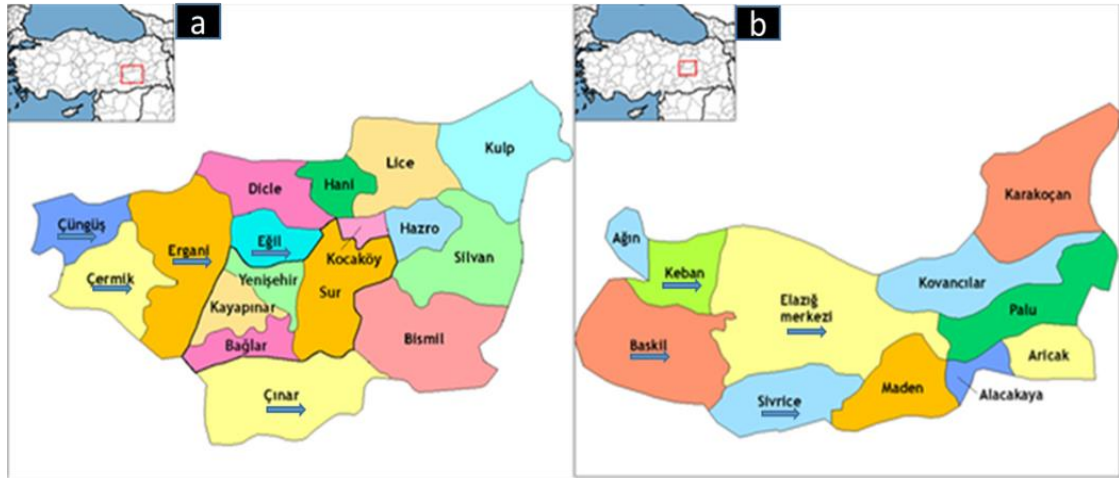 a
Kulp
Lice
Dicle
Hani
Çüngüş
Hazro
Ergani
Eğil
Kocaköy
Silvan
Çermik
Yenişehir
Sur
Kayapınar
Bismil
Bağlar
Çınar
b
Karakoçan
Ağın
Keban
Kovancılar
Elazığ
merkezi
Palu
Baskil
Aricak
Maden
Alacakaya
Sivrice